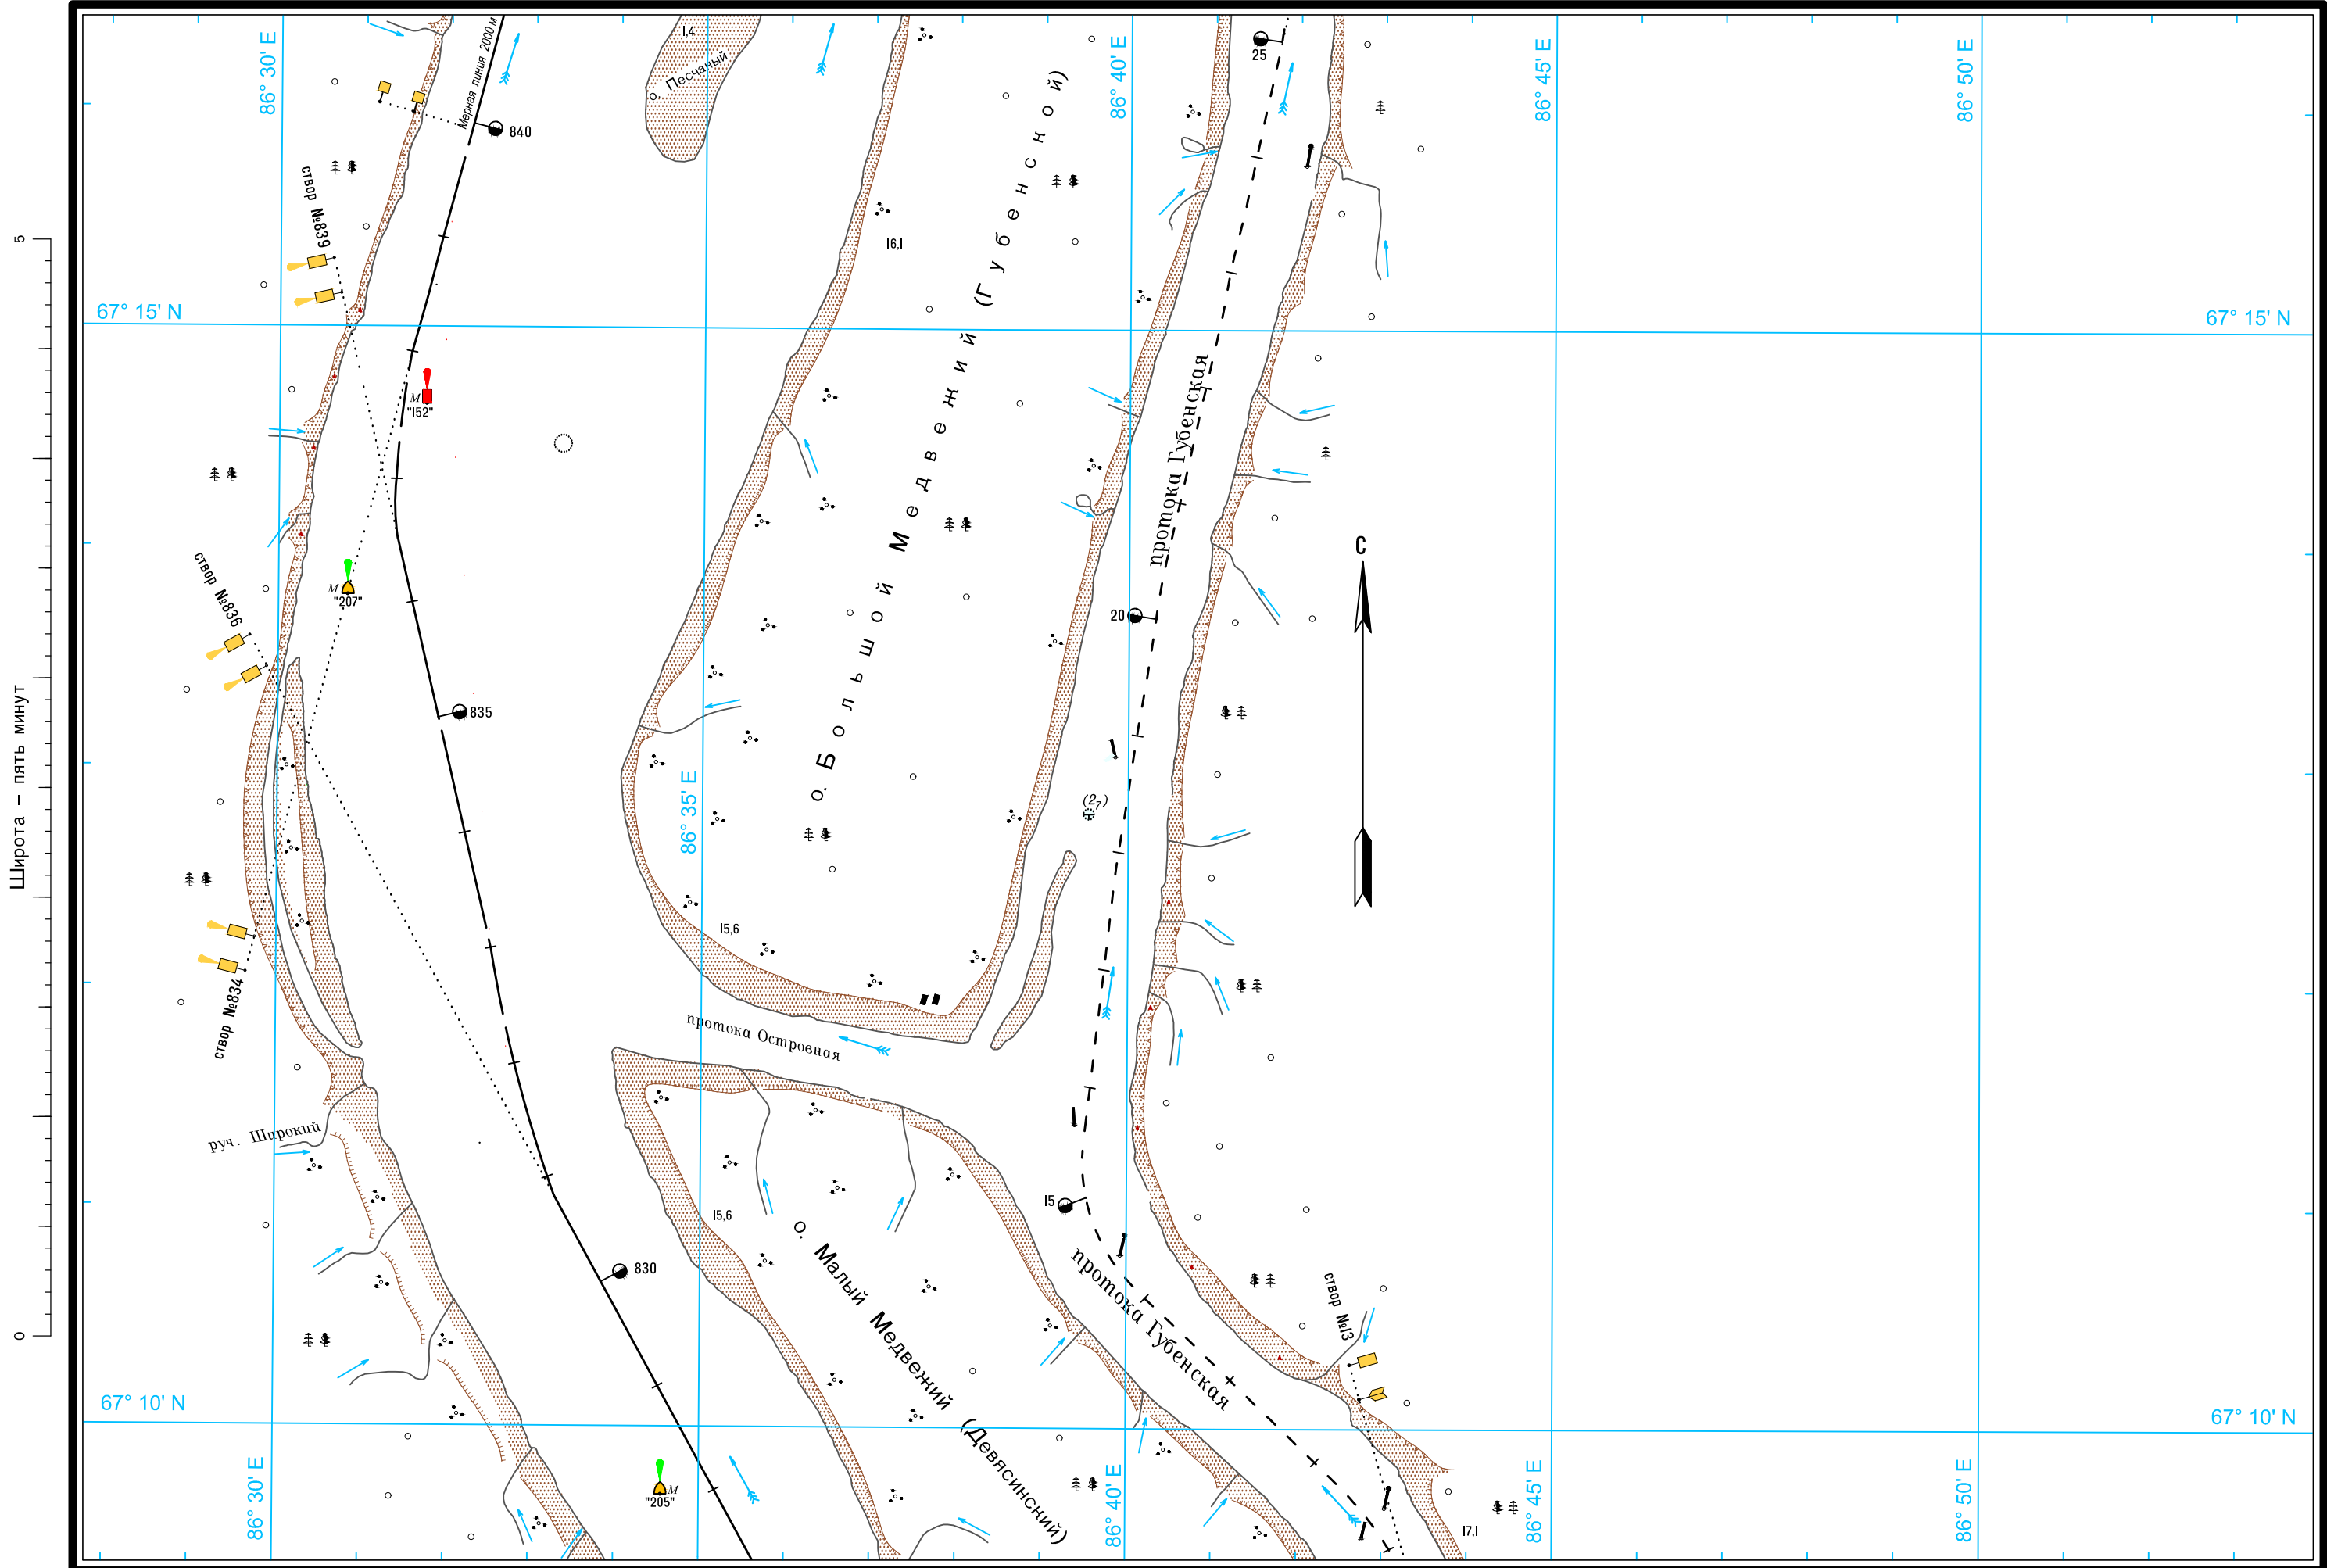 86° 30' E
Мерная линия 2000 м
1,4
о. Песчаный
86° 40' E
25
86° 45' E
86° 50' E
840
створ №839
5
16,1
67° 15' N
67° 15' N
М
"152"
о. Большой Медвежий (Губенской)
протока Губенская
С
створ №836
М
"207"
20
835
Широта – пять минут
86° 35' E
(2₇)
15,6
створ №834
протока Островная
руч. Широкий
15
15,6
830
о. Малый Медвежий (Девясинский)
протока Губенская
створ №13
0
67° 10' N
67° 10' N
86° 30' E
М
"205"
86° 40' E
86° 45' E
86° 50' E
17,1